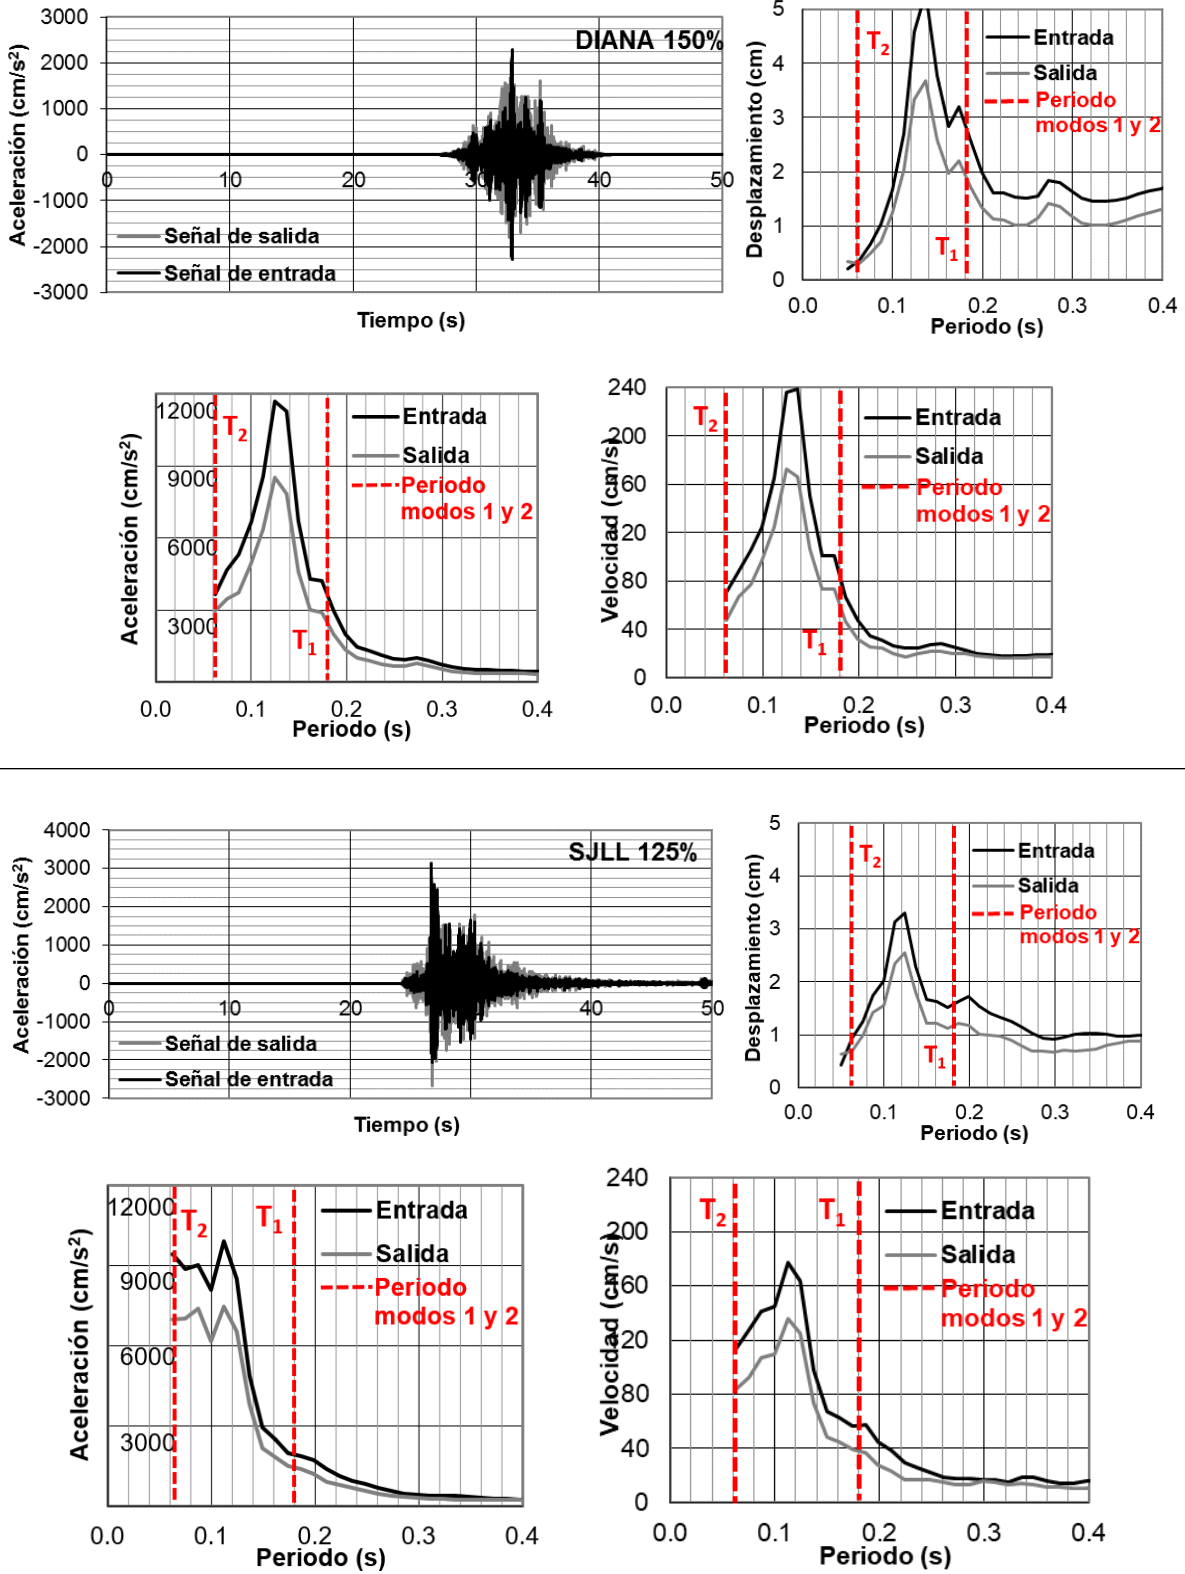 DIANA 150%
Aceleración (cm/s²)
3000
2000
1000
0
-1000
-2000
-3000
0
10
20
30
40
50
Señal de salida
Señal de entrada
Tiempo (s)
Desplazamiento (cm)
5
4
3
2
1
0
T₂
T₁
Entrada
Salida
Periodo
modos 1 y 2
0.0
0.1
0.2
0.3
0.4
Periodo (s)
Aceleración (cm/s²)
12000
9000
6000
3000
T₂
T₁
Entrada
Salida
Periodo
modos 1 y 2
0.0
0.1
0.2
0.3
0.4
Periodo (s)
Velocidad (cm/s)
240
200
160
120
80
40
0
T₂
T₁
Entrada
Salida
Periodo
modos 1 y 2
0.0
0.1
0.2
0.3
0.4
Periodo (s)
SJLL 125%
Aceleración (cm/s²)
4000
3000
2000
1000
0
-1000
-2000
-3000
0
10
20
30
40
50
Señal de salida
Señal de entrada
Tiempo (s)
Desplazamiento (cm)
5
4
3
2
1
0
T₂
T₁
Entrada
Salida
Periodo
modos 1 y 2
0.0
0.1
0.2
0.3
0.4
Periodo (s)
Aceleración (cm/s²)
12000
9000
6000
3000
T₂
T₁
Entrada
Salida
Periodo
modos 1 y 2
0.0
0.1
0.2
0.3
0.4
Periodo (s)
Velocidad (cm/s)
240
200
160
120
80
40
0
T₂
T₁
Entrada
Salida
Periodo
modos 1 y 2
0.0
0.1
0.2
0.3
0.4
Periodo (s)